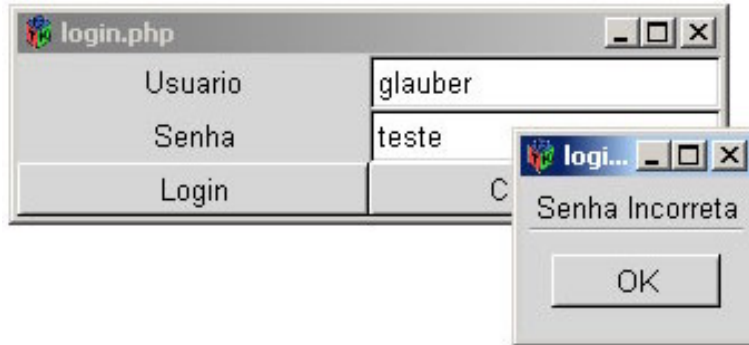 login.php
Usuario glauber
Senha teste
Login C
logi...
Senha Incorreta
OK